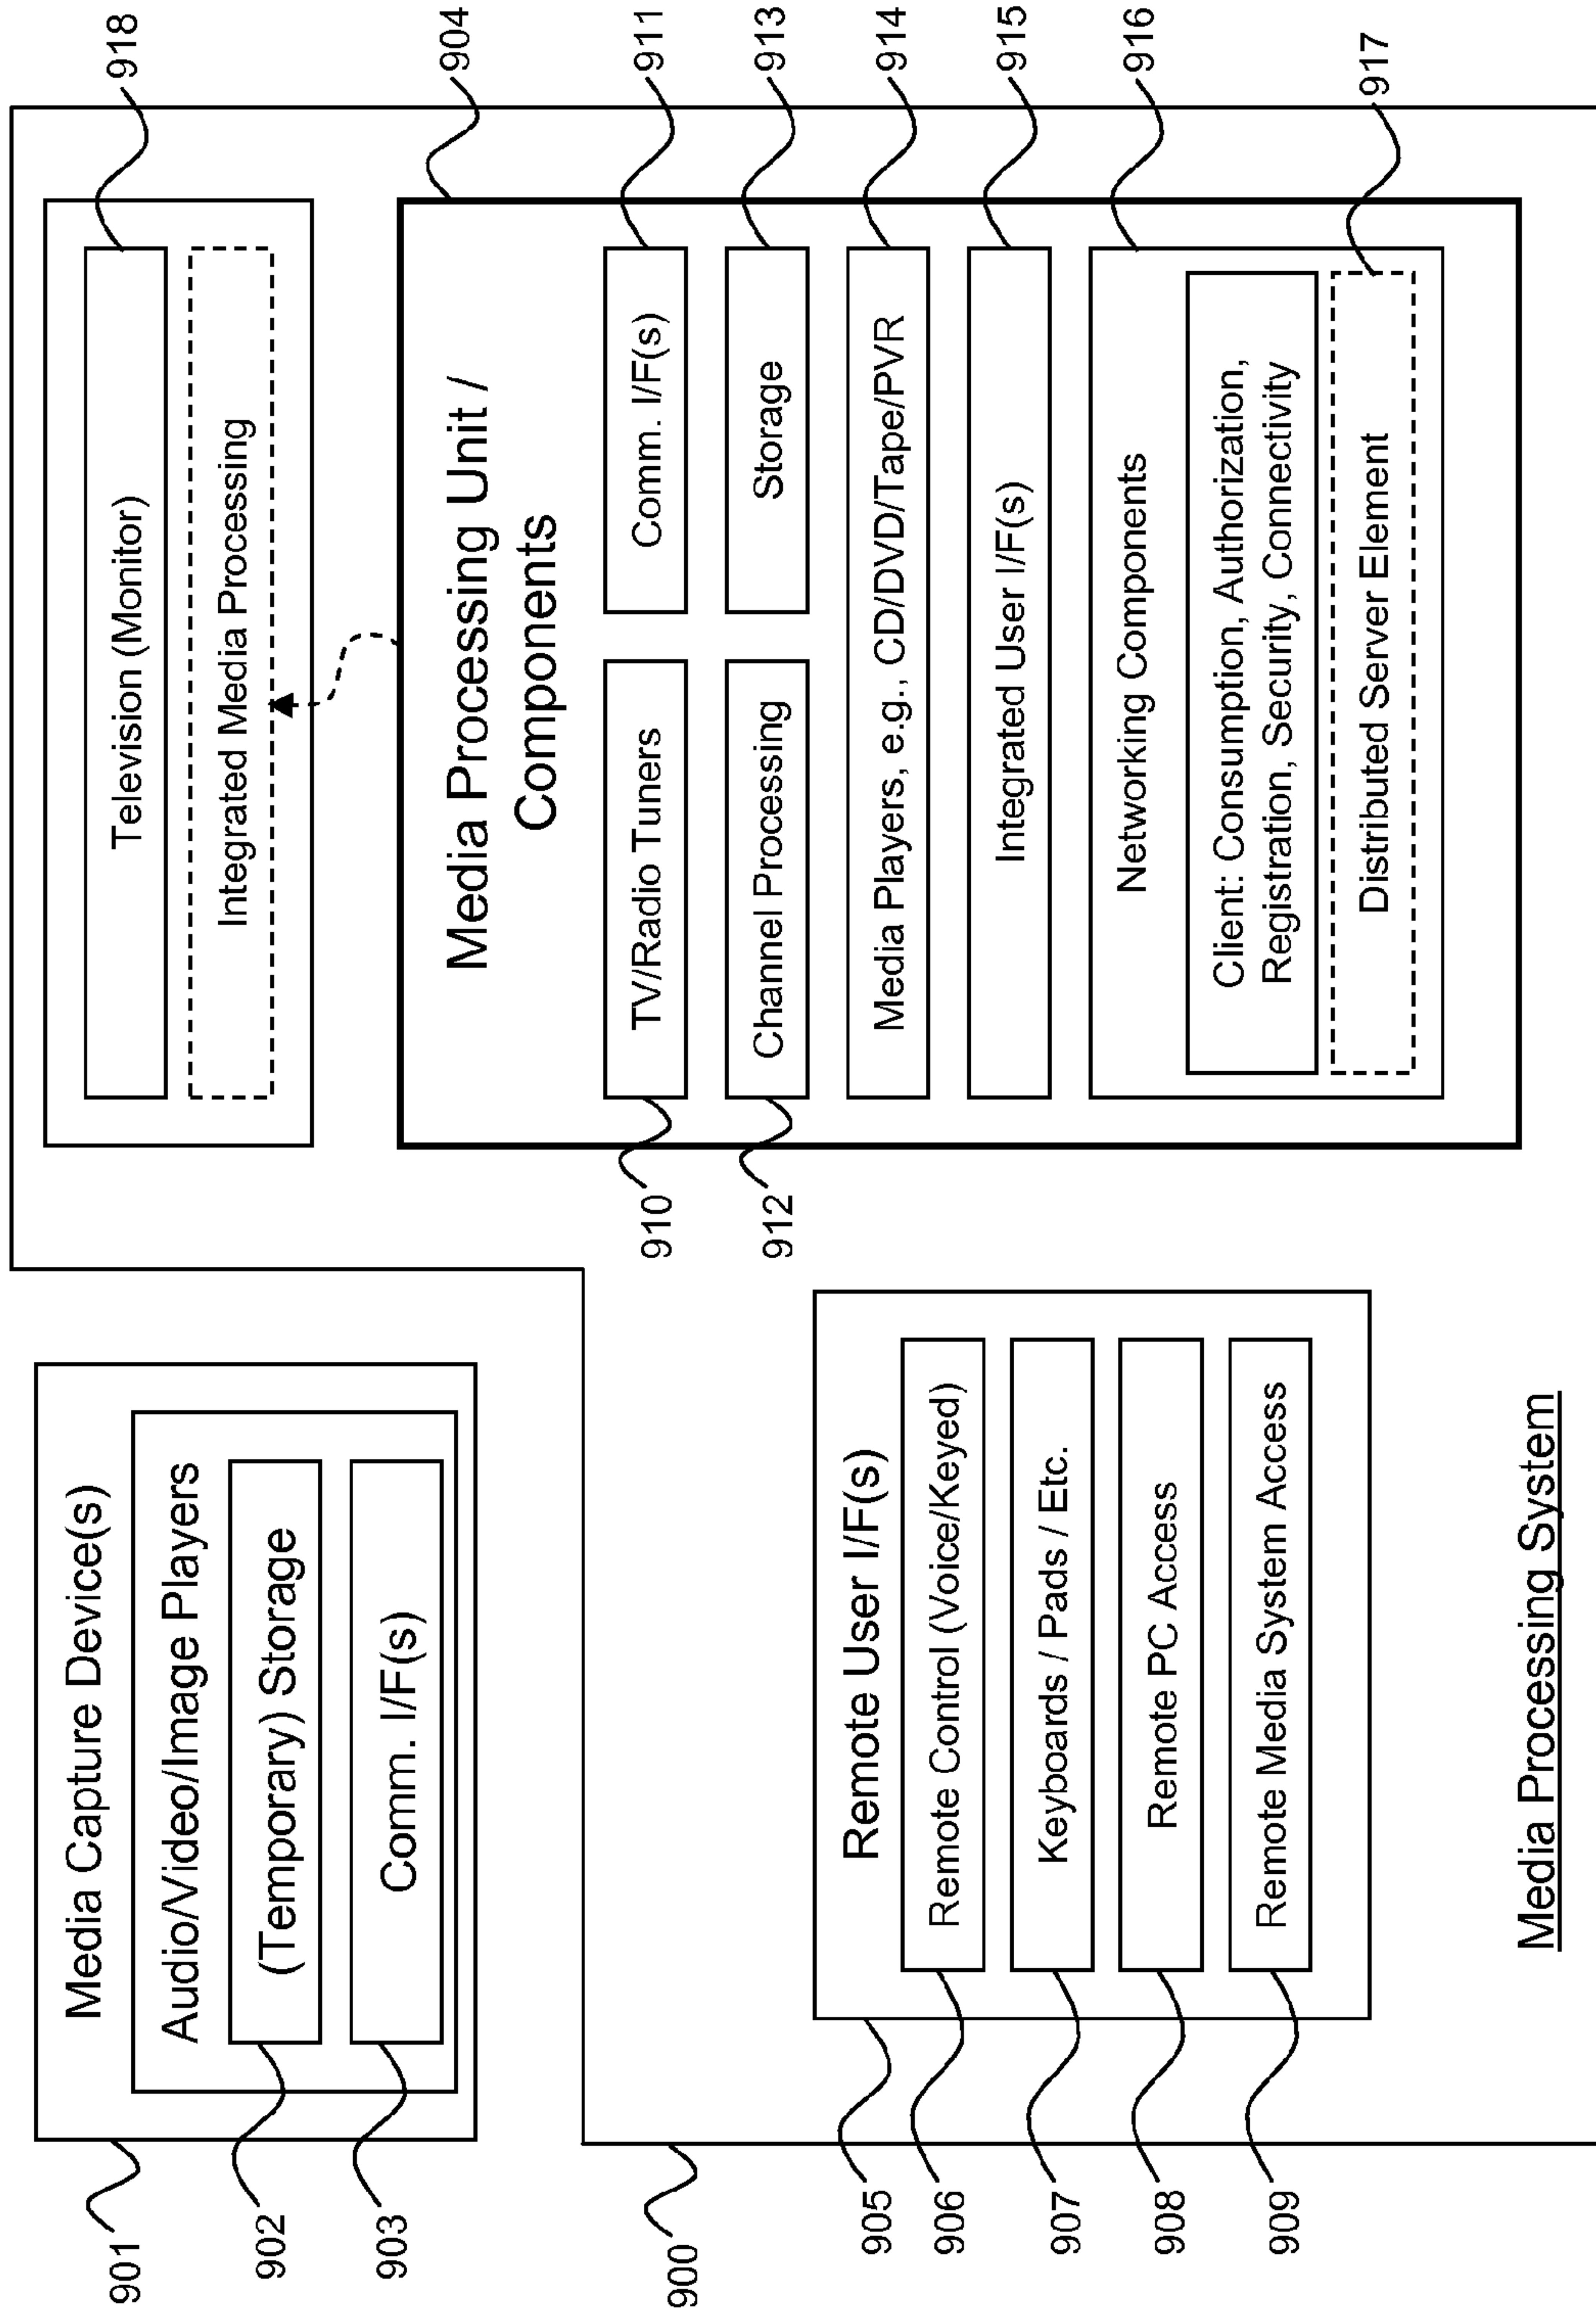 901
Media Capture Device(s)
Audio/Video/Image Players
902
(Temporary) Storage
903
Comm. I/F(s)
900
905
Remote User I/F(s)
906
Remote Control (Voice/Keyed)
907
Keyboards / Pads / Etc.
908
Remote PC Access
909
Remote Media System Access
Media Processing System
Television (Monitor)
918
Integrated Media Processing
904
Media Processing Unit /
Components
910
TV/Radio Tuners
Comm. I/F(s)
911
912
Channel Processing
Storage
913
Media Players, e.g., CD/DVD/Tape/PVR
914
Integrated User I/F(s)
915
Networking Components
916
Client: Consumption, Authorization,
Registration, Security, Connectivity
Distributed Server Element
917